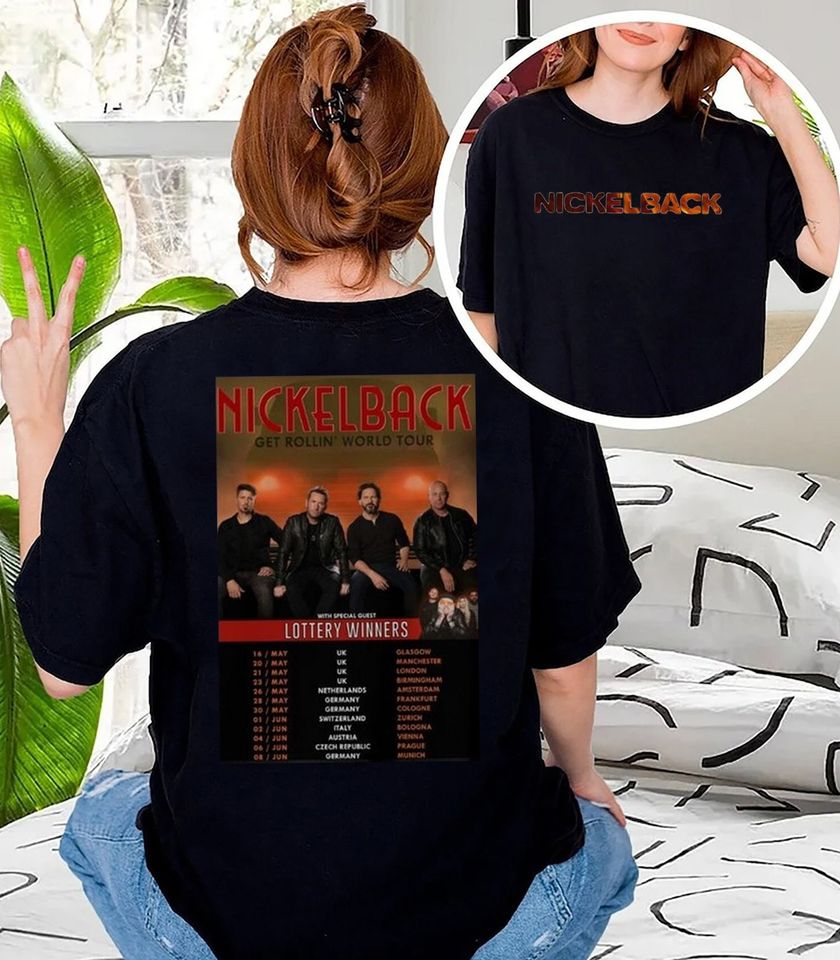 NICKELBACK
NICKELBACK
GET ROLLIN' WORLD TOUR
WITH SPECIAL GUEST
LOTTERY WINNERS
16 / MAY UK GLASGOW
20 / MAY UK MANCHESTER
21 / MAY UK LONDON
23 / MAY UK BIRMINGHAM
26 / MAY NETHERLANDS AMSTERDAM
28 / MAY GERMANY FRANKFURT
30 / MAY GERMANY COLOGNE
01 / JUN SWITZERLAND ZURICH
02 / JUN ITALY BOLOGNA
04 / JUN AUSTRIA VIENNA
06 / JUN CZECH REPUBLIC PRAGUE
08 / JUN GERMANY MUNICH